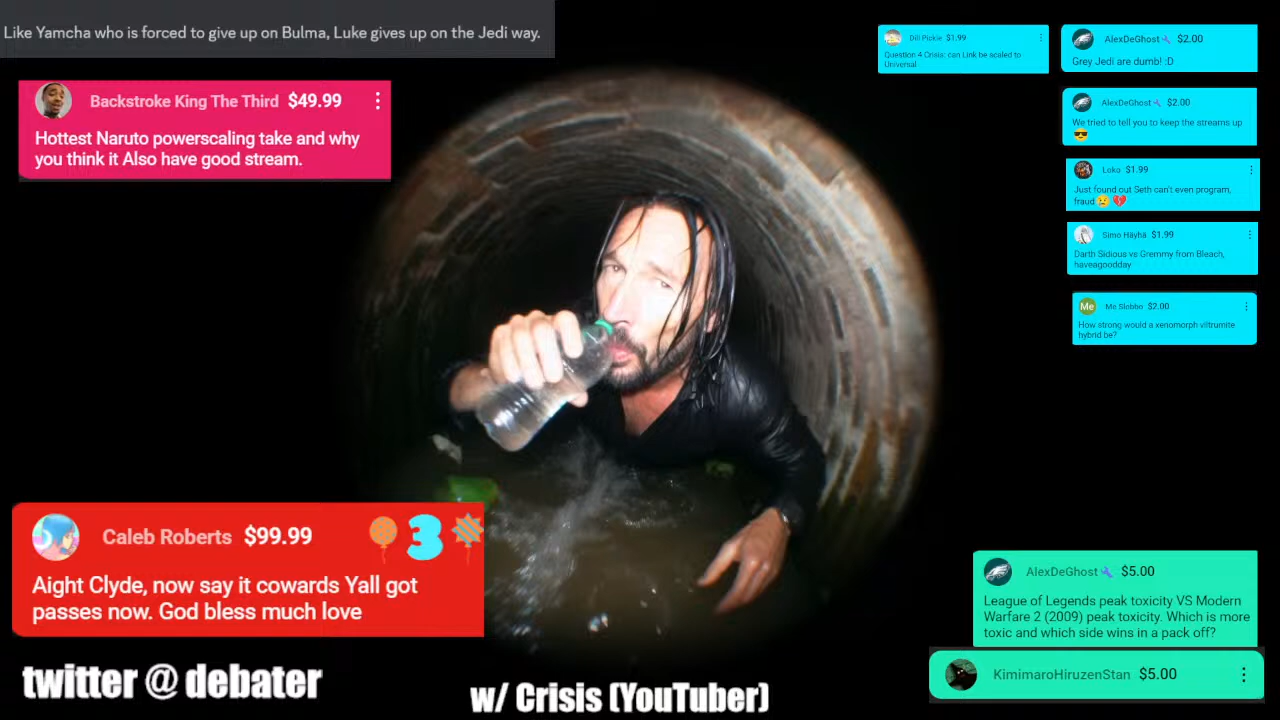 Like Yamcha who is forced to give up on Bulma, Luke gives up on the Jedi way.
Backstroke King The Third $49.99
Hottest Naruto powerscaling take and why
you think it Also have good stream.
Dill Pickle $1.99
Question 4 Crisis: can Link be scaled to
Universal
AlexDeGhost $2.00
Grey Jedi are dumb! :D
AlexDeGhost $2.00
We tried to tell you to keep the streams up
😎
Loko $1.99
Just found out Seth can't even program,
fraud😢💔
Simo Häyhä $1.99
Darth Sidious vs Gremmy from Bleach,
haveagoodday
Me
Me Slobbo $2.00
How strong would a xenomorph viltrumite
hybrid be?
Caleb Roberts $99.99
3
Aight Clyde, now say it cowards Yall got
passes now. God bless much love
AlexDeGhost $5.00
League of Legends peak toxicity VS Modern
Warfare 2 (2009) peak toxicity. Which is more
toxic and which side wins in a pack off?
KimimaroHiruzenStan $5.00
twitter @ debater
w/ Crisis (YouTuber)